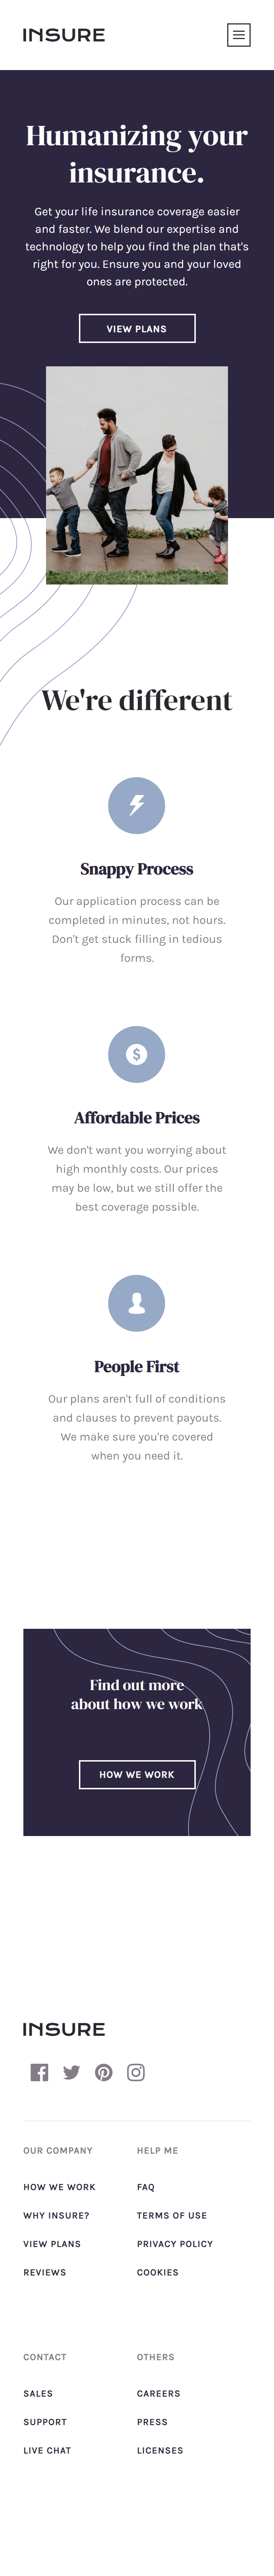 INSURE
Humanizing your
insurance.
Get your life insurance coverage easier
and faster. We blend our expertise and
technology to help you find the plan that's
right for you. Ensure you and your loved
ones are protected.
VIEW PLANS
We're different
Snappy Process
Our application process can be
completed in minutes, not hours.
Don't get stuck filling in tedious
forms.
$
Affordable Prices
We don't want you worrying about
high monthly costs. Our prices
may be low, but we still offer the
best coverage possible.
People First
Our plans aren't full of conditions
and clauses to prevent payouts.
We make sure you're covered
when you need it.
Find out more
about how we work
HOW WE WORK
INSURE
OUR COMPANY
HOW WE WORK
WHY INSURE?
VIEW PLANS
REVIEWS
HELP ME
FAQ
TERMS OF USE
PRIVACY POLICY
COOKIES
CONTACT
SALES
SUPPORT
LIVE CHAT
OTHERS
CAREERS
PRESS
LICENSES